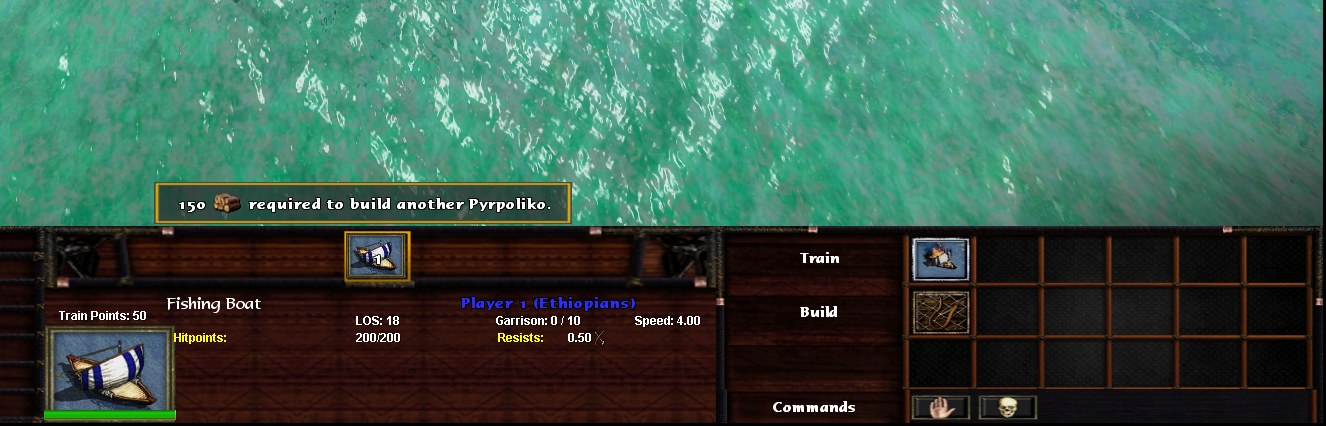 150 required to build another Pyrpoliko.
1
Fishing Boat
Player 1 (Ethiopians)
Train Points: 50
LOS: 18
Garrison: 0 / 10
Speed: 4.00
Hitpoints:
200/200
Resists:
0.50
Train
Build
Commands